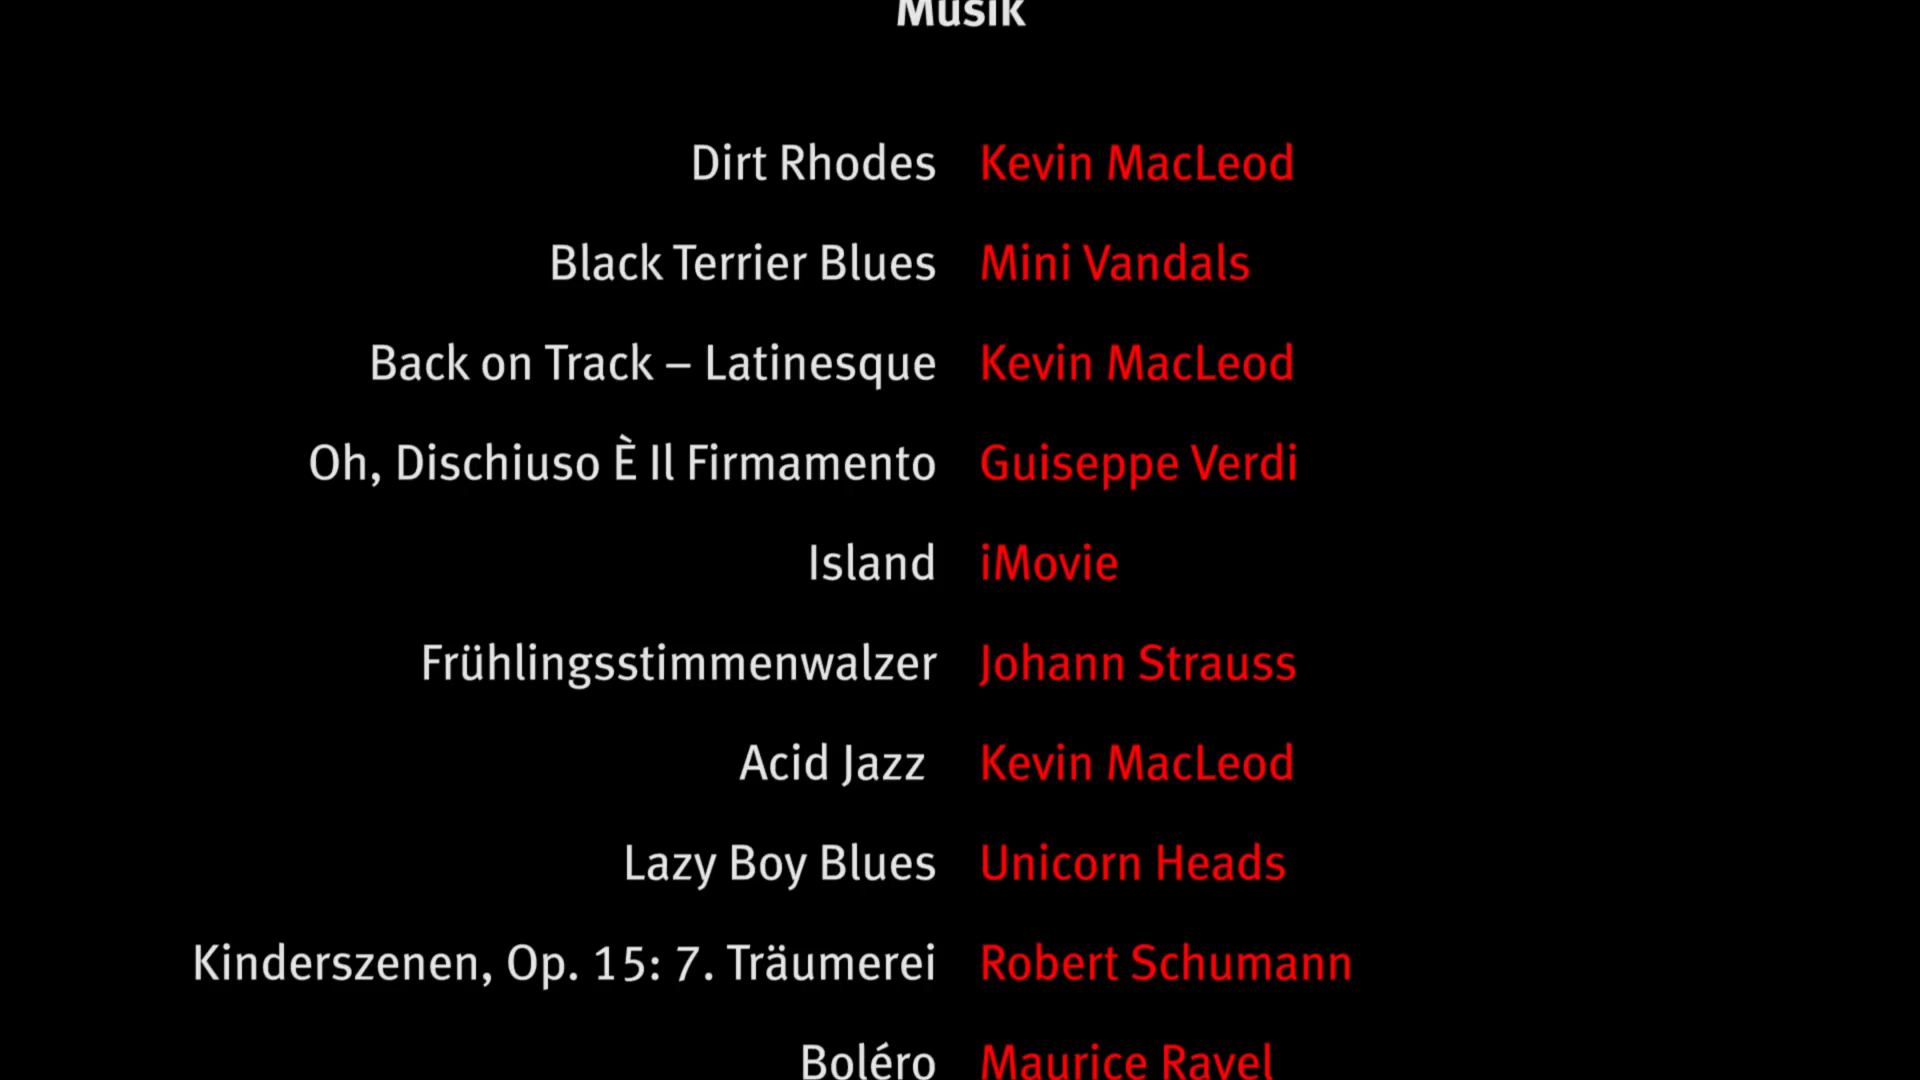 Musik
Dirt Rhodes Kevin MacLeod
Black Terrier Blues Mini Vandals
Back on Track – Latinesque Kevin MacLeod
Oh, Dischiuso È Il Firmamento Guiseppe Verdi
Island iMovie
Frühlingsstimmenwalzer Johann Strauss
Acid Jazz Kevin MacLeod
Lazy Boy Blues Unicorn Heads
Kinderszenen, Op. 15: 7. Träumerei Robert Schumann
Boléro Maurice Ravel